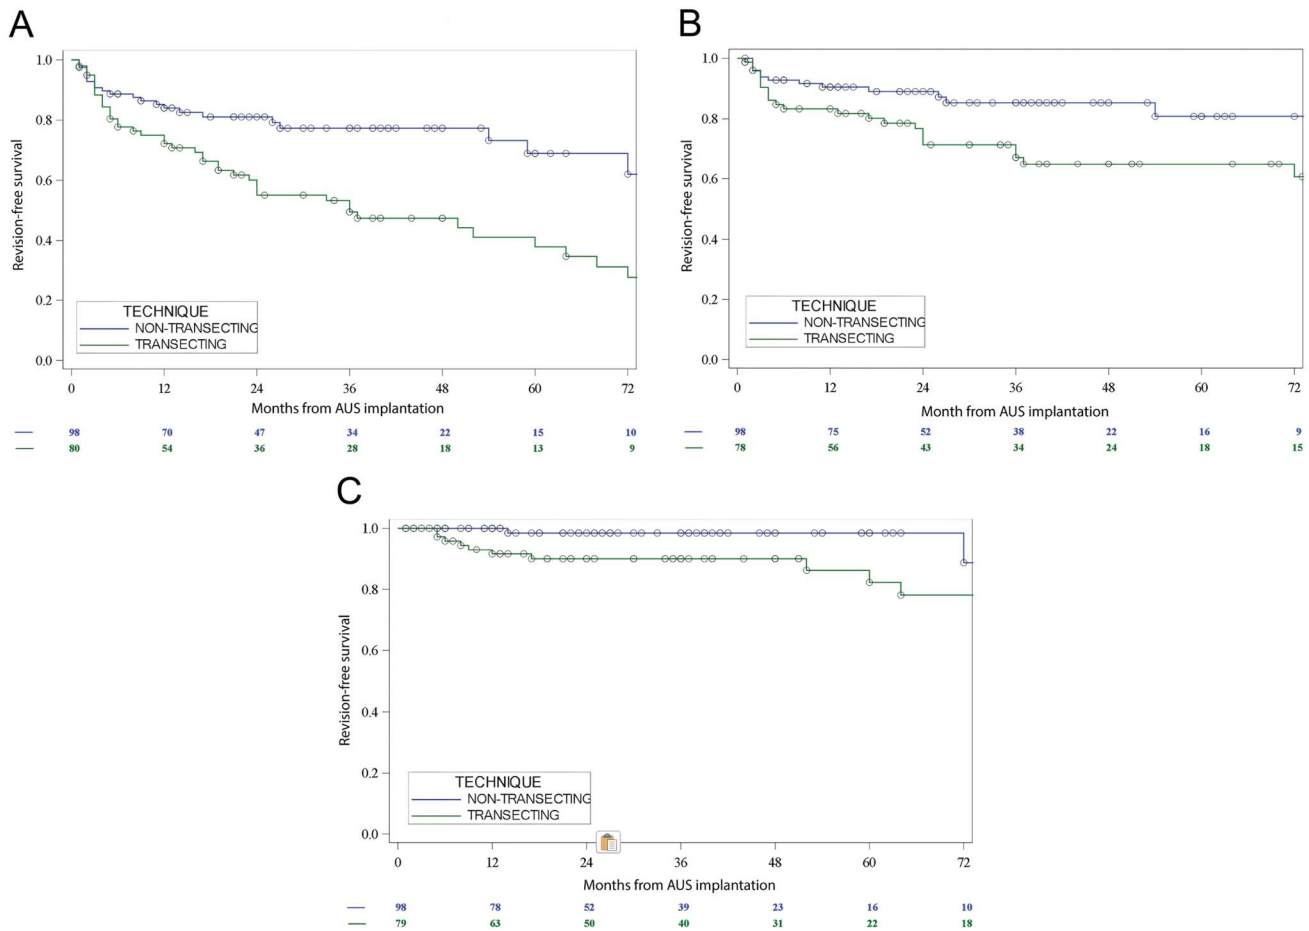 A
1.0
0.8
0.6
0.4
0.2
0.0
Revision-free survival
TECHNIQUE
NON-TRANSECTING
TRANSECTING
0 12 24 36 48 60 72
Months from AUS implantation
98 70 47 34 22 15 10
80 54 36 28 18 13 9
B
1.0
0.8
0.6
0.4
0.2
0.0
Revision-free survival
TECHNIQUE
NON-TRANSECTING
TRANSECTING
0 12 24 36 48 60 72
Month from AUS implantation
98 75 52 38 22 16 9
78 56 43 34 24 18 15
C
1.0
0.8
0.6
0.4
0.2
0.0
Revision-free survival
TECHNIQUE
NON-TRANSECTING
TRANSECTING
0 12 24 36 48 60 72
Months from AUS implantation
98 78 52 39 23 16 10
79 63 50 40 31 22 18